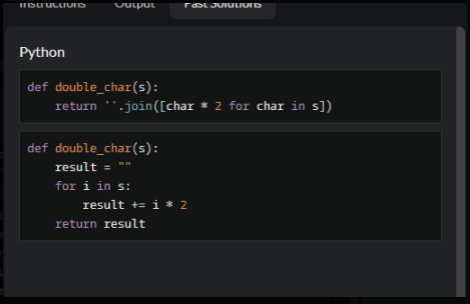 Instructions Output Past Solutions
Python
def double_char(s):
    return ''.join([char * 2 for char in s])
def double_char(s):
    result = ""
    for i in s:
        result += i * 2
    return result